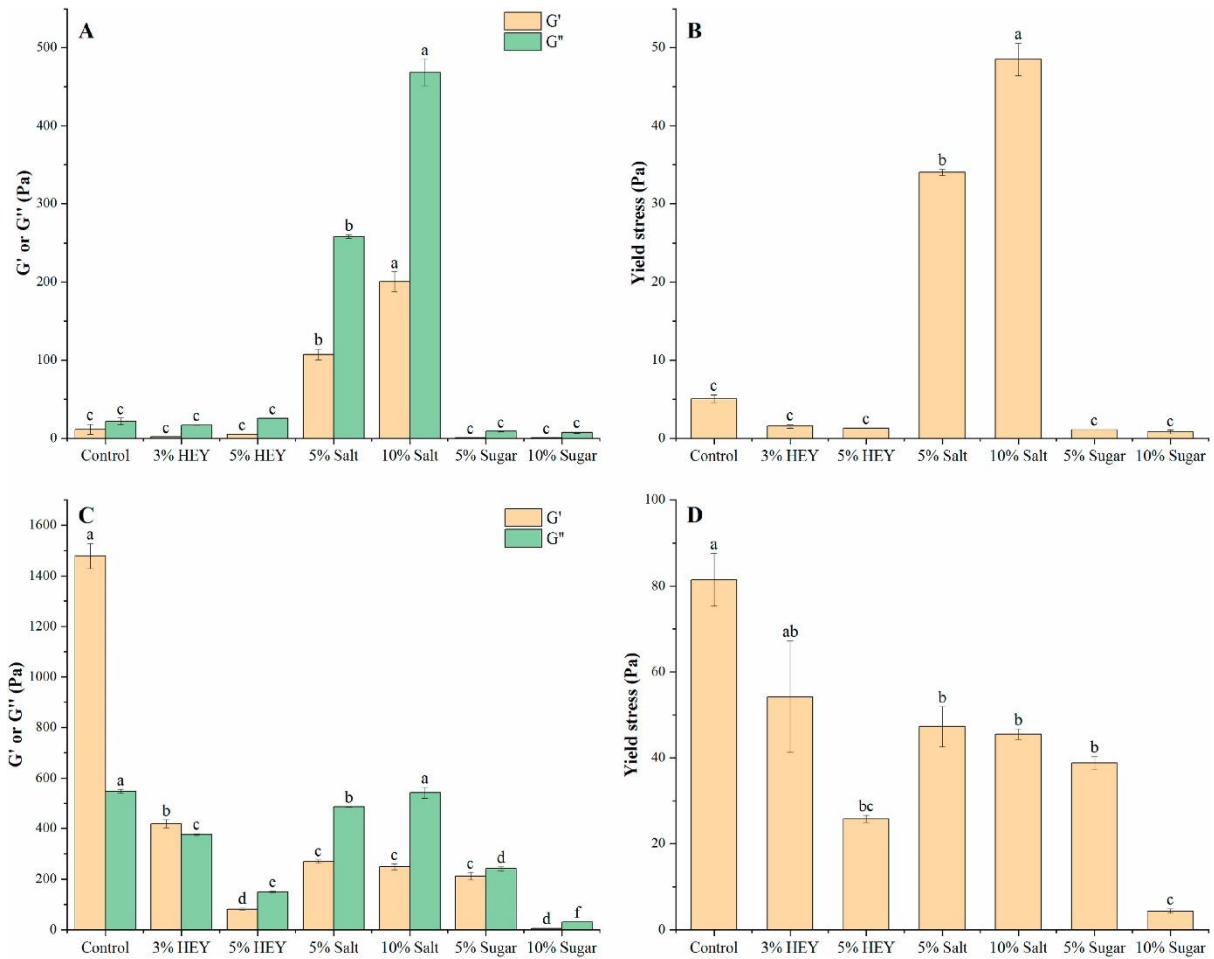 A
G'
G"
500
400
300
200
100
0
G' or G" (Pa)
c c c c c c b b a a c c c c
Control 3% HEY 5% HEY 5% Salt 10% Salt 5% Sugar 10% Sugar
B
50
40
30
20
10
0
Yield stress (Pa)
c c c b a c c
Control 3% HEY 5% HEY 5% Salt 10% Salt 5% Sugar 10% Sugar
C
G'
G"
1600
1400
1200
1000
800
600
400
200
0
G' or G" (Pa)
a a b c d e c b c a c d d f
Control 3% HEY 5% HEY 5% Salt 10% Salt 5% Sugar 10% Sugar
D
100
80
60
40
20
0
Yield stress (Pa)
a ab bc b b b c
Control 3% HEY 5% HEY 5% Salt 10% Salt 5% Sugar 10% Sugar